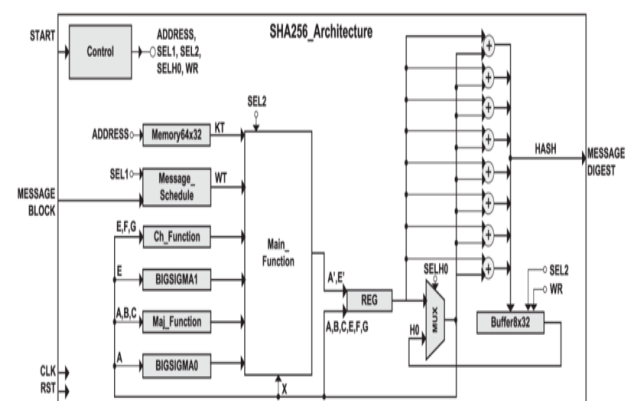 SHA256_Architecture
START
Control
ADDRESS,
SEL1, SEL2,
SELH0, WR
SEL2
ADDRESS
Memory64x32
KT
SEL1
Message_
Schedule
WT
MESSAGE
BLOCK
E,F,G
Ch_Function
Main_
Function
E
BIGSIGMA1
A,B,C
Maj_Function
A
BIGSIGMA0
A',E'
REG
A,B,C,E,F,G
X
SELH0
MUX
H0
+
+
+
+
+
+
+
+
HASH
MESSAGE
DIGEST
SEL2
WR
Buffer8x32
CLK
RST